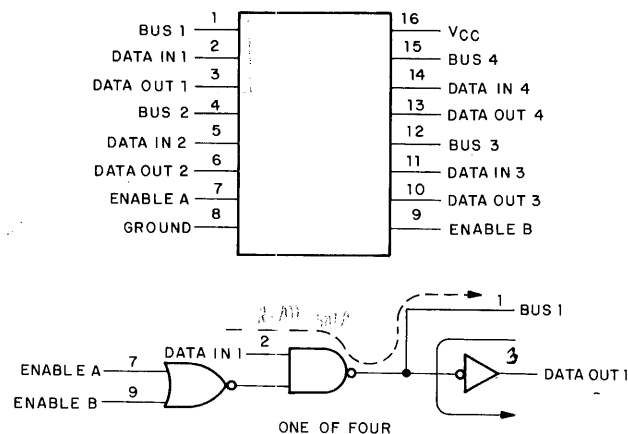 1
BUS 1
2
DATA IN 1
3
DATA OUT 1
4
BUS 2
5
DATA IN 2
6
DATA OUT 2
7
ENABLE A
8
GROUND
16
VCC
15
BUS 4
14
DATA IN 4
13
DATA OUT 4
12
BUS 3
11
DATA IN 3
10
DATA OUT 3
9
ENABLE B
1
BUS 1
2
DATA IN 1
7
ENABLE A
9
ENABLE B
3
DATA OUT 1
ONE OF FOUR